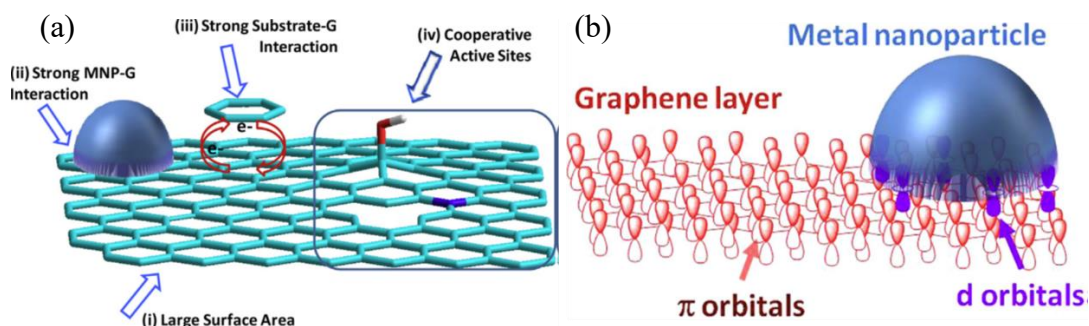 (a)
(iii) Strong Substrate-G
Interaction
(iv) Cooperative
Active Sites
(ii) Strong MNP-G
Interaction
e-
e-
(i) Large Surface Area
(b)
Metal nanoparticle
Graphene layer
π orbitals
d orbitals